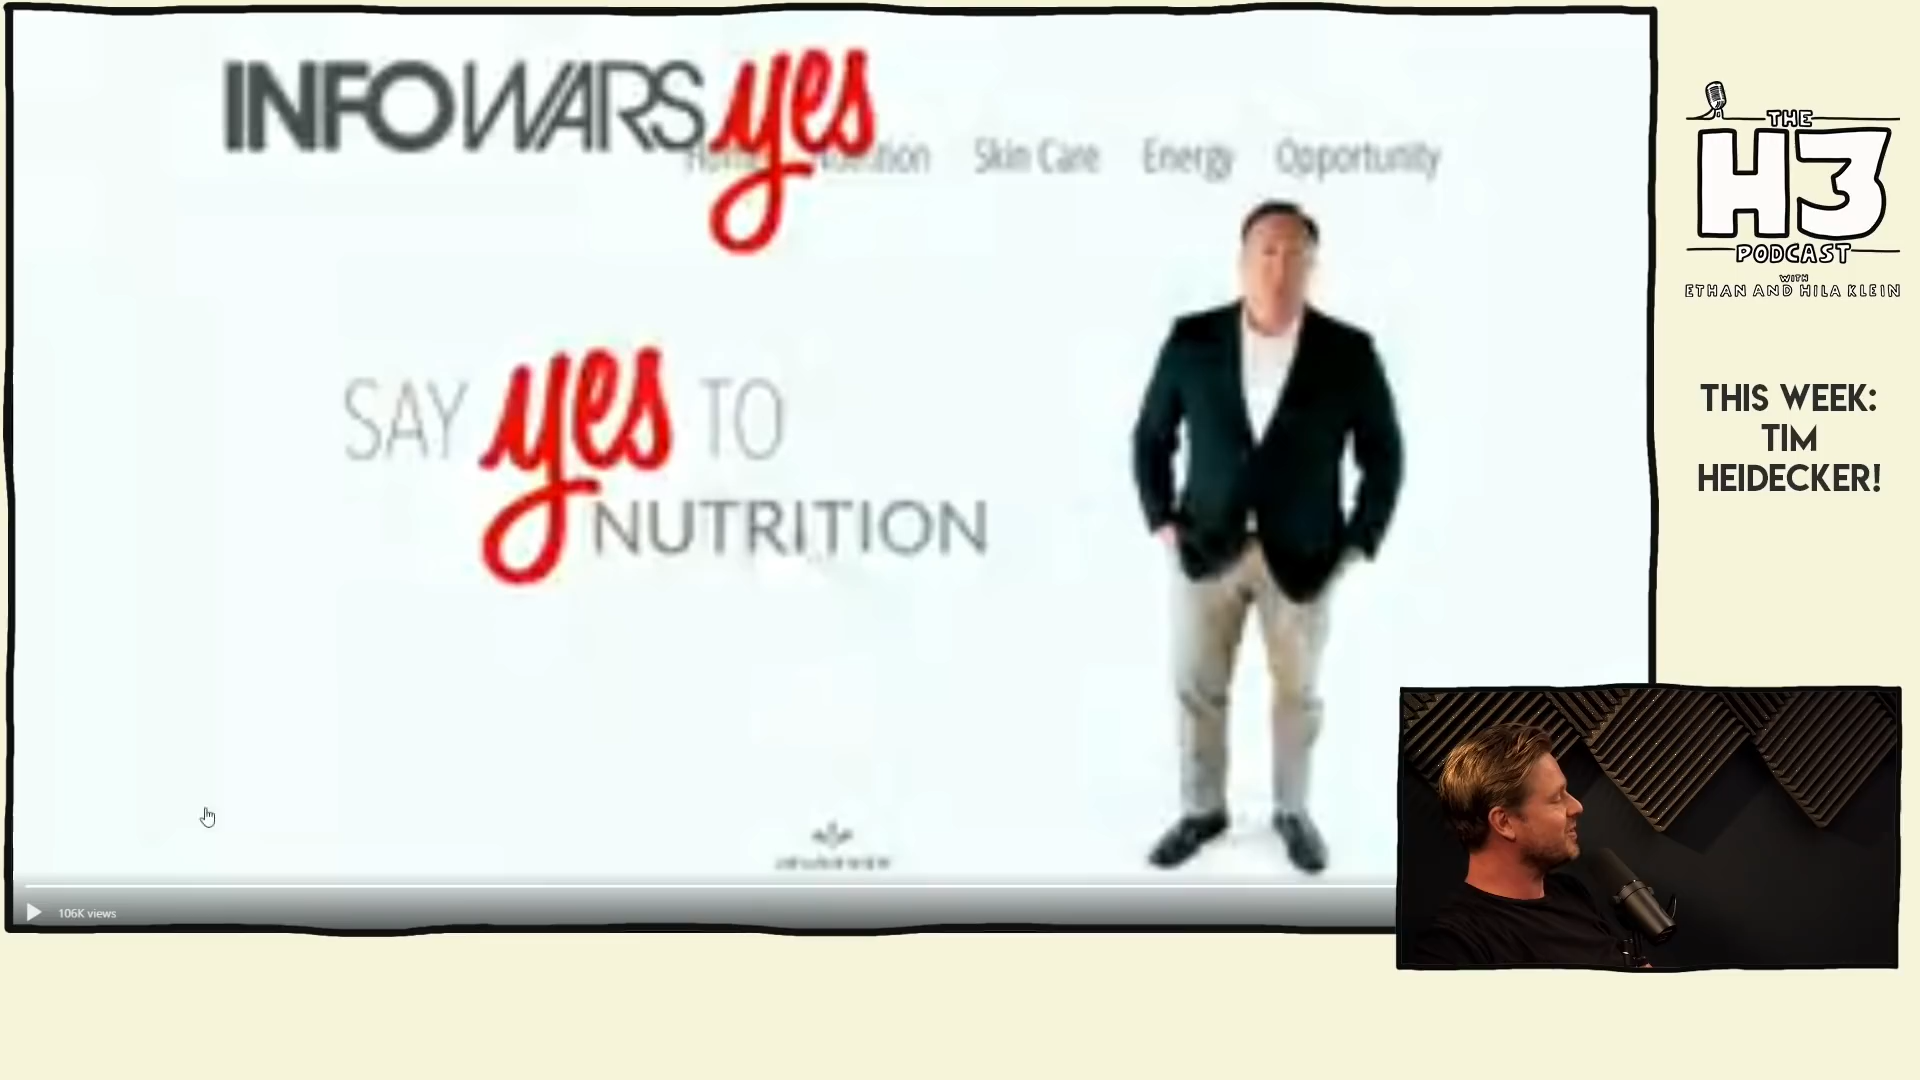 INFOWARS yes
Skin Care Energy Opportunity
SAY yes TO
NUTRITION
106K views
THE
H3
PODCAST
WITH
ETHAN AND HILA KLEIN
THIS WEEK:
TIM
HEIDECKER!